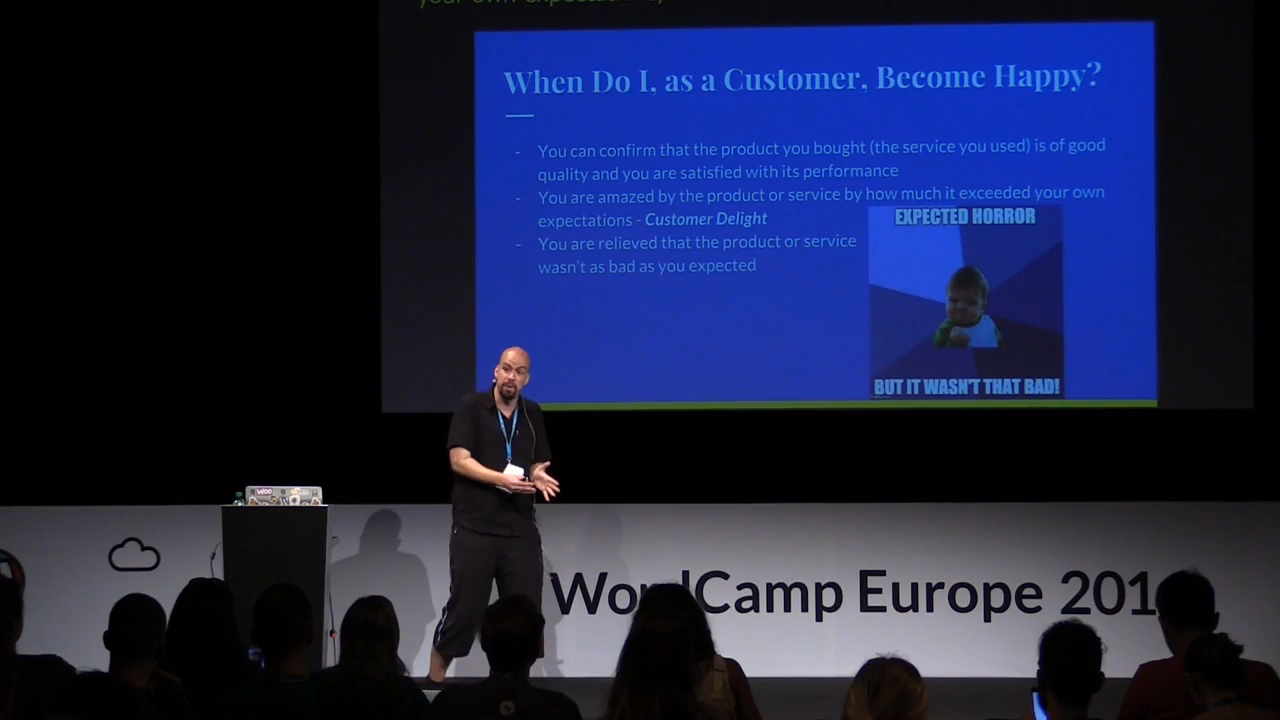 When Do I, as a Customer, Become Happy?
- You can confirm that the product you bought (the service you used) is of good
quality and you are satisfied with its performance
- You are amazed by the product or service by how much it exceeded your own
expectations - Customer Delight
- You are relieved that the product or service
wasn't as bad as you expected
EXPECTED HORROR
BUT IT WASN'T THAT BAD!
WOO
WordCamp Europe 201